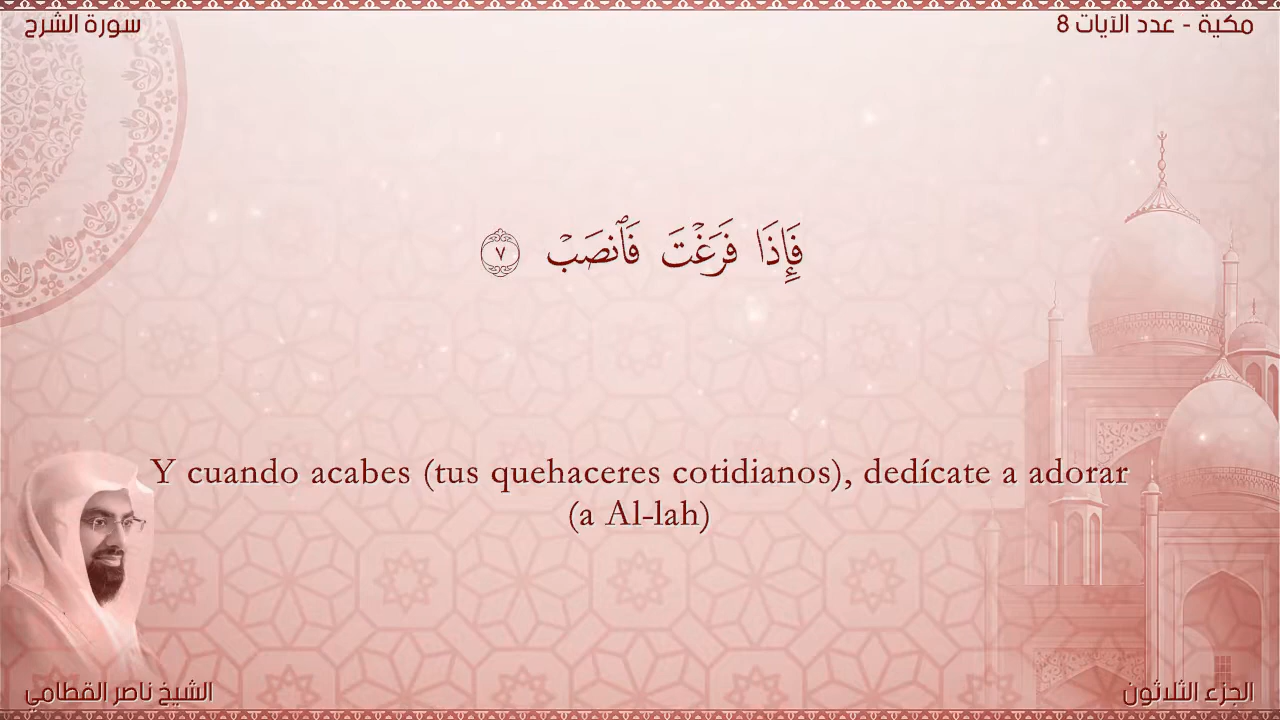 مكية - عدد الآيات 8
سورة الشرح
فَإِذَا فَرَغْتَ فَٱنصَبْ ٧
Y cuando acabes (tus quehaceres cotidianos), dedícate a adorar
(a Al-lah)
الجزء الثلاثون
الشيخ ناصر القطامي